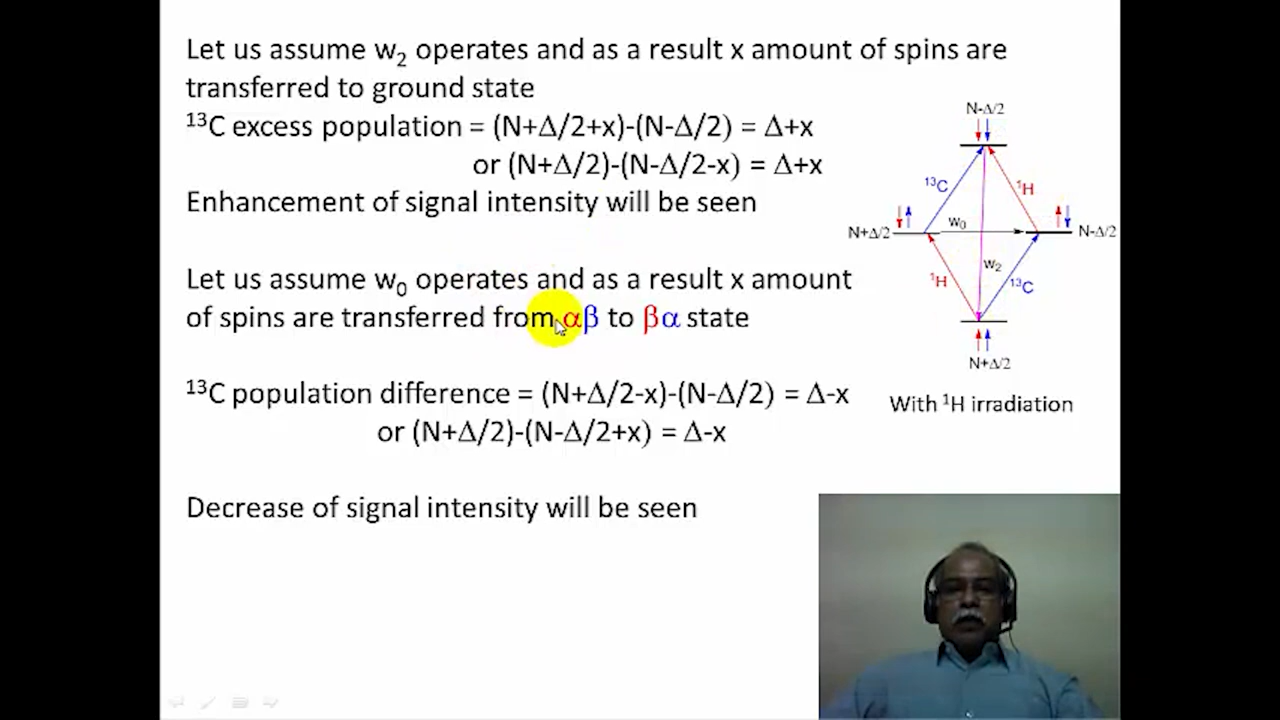 Let us assume w₂ operates and as a result x amount of spins are
transferred to ground state
¹³C excess population = (N+Δ/2+x)-(N-Δ/2) = Δ+x
or (N+Δ/2)-(N-Δ/2-x) = Δ+x
Enhancement of signal intensity will be seen
Let us assume w₀ operates and as a result x amount
of spins are transferred from αβ to βα state
¹³C population difference = (N+Δ/2-x)-(N-Δ/2) = Δ-x
or (N+Δ/2)-(N-Δ/2+x) = Δ-x
Decrease of signal intensity will be seen
N-Δ/2
¹³C
¹H
N+Δ/2
w₀
N-Δ/2
w₂
¹H
¹³C
N+Δ/2
With ¹H irradiation